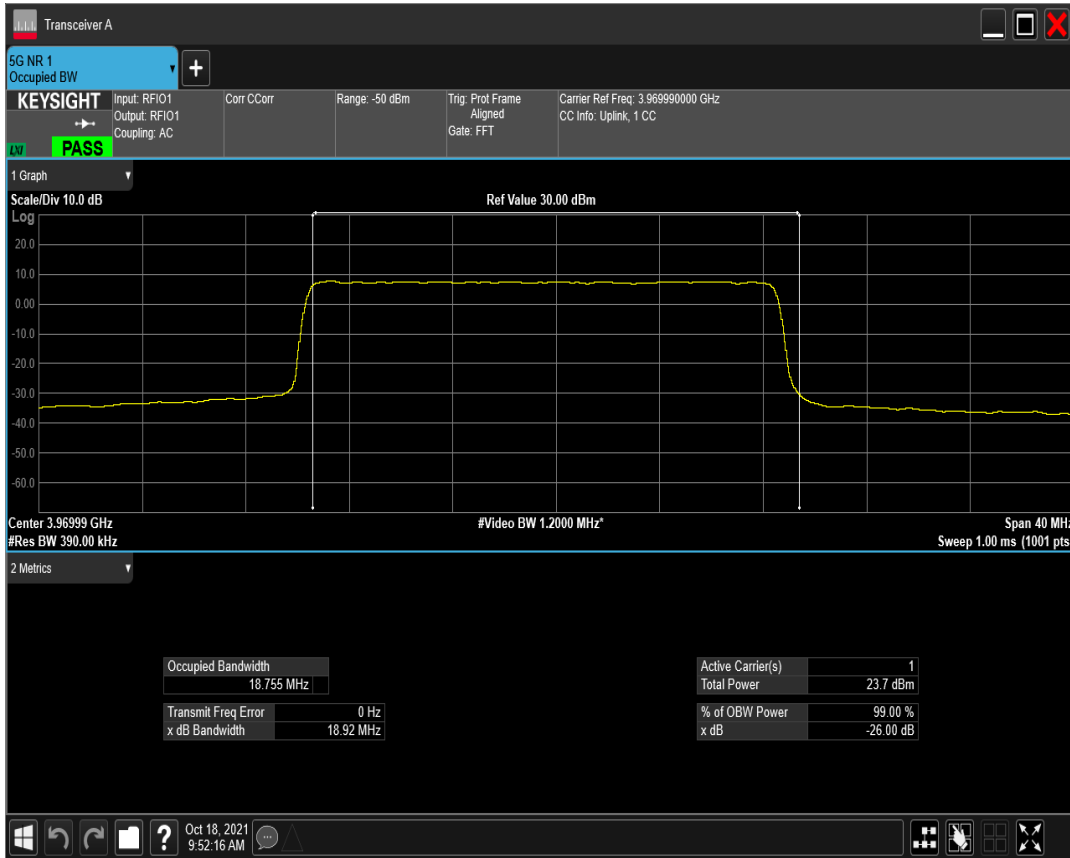 Transceiver A
5G NR 1
Occupied BW
KEYSIGHT
LXI
PASS
Input: RFIO1
Output: RFIO1
Coupling: AC
Corr CCorr
Range: -50 dBm
Trig: Prot Frame
Aligned
Gate: FFT
Carrier Ref Freq: 3.969990000 GHz
CC Info: Uplink, 1 CC
1 Graph
Scale/Div 10.0 dB
Ref Value 30.00 dBm
Log
20.0
10.0
0.00
-10.0
-20.0
-30.0
-40.0
-50.0
-60.0
Center 3.96999 GHz
#Video BW 1.2000 MHz*
Span 40 MHz
#Res BW 390.00 kHz
Sweep 1.00 ms (1001 pts
2 Metrics
Occupied Bandwidth
18.755 MHz
Transmit Freq Error 0 Hz
x dB Bandwidth 18.92 MHz
Active Carrier(s) 1
Total Power 23.7 dBm
% of OBW Power 99.00 %
x dB -26.00 dB
?
Oct 18, 2021
9:52:16 AM